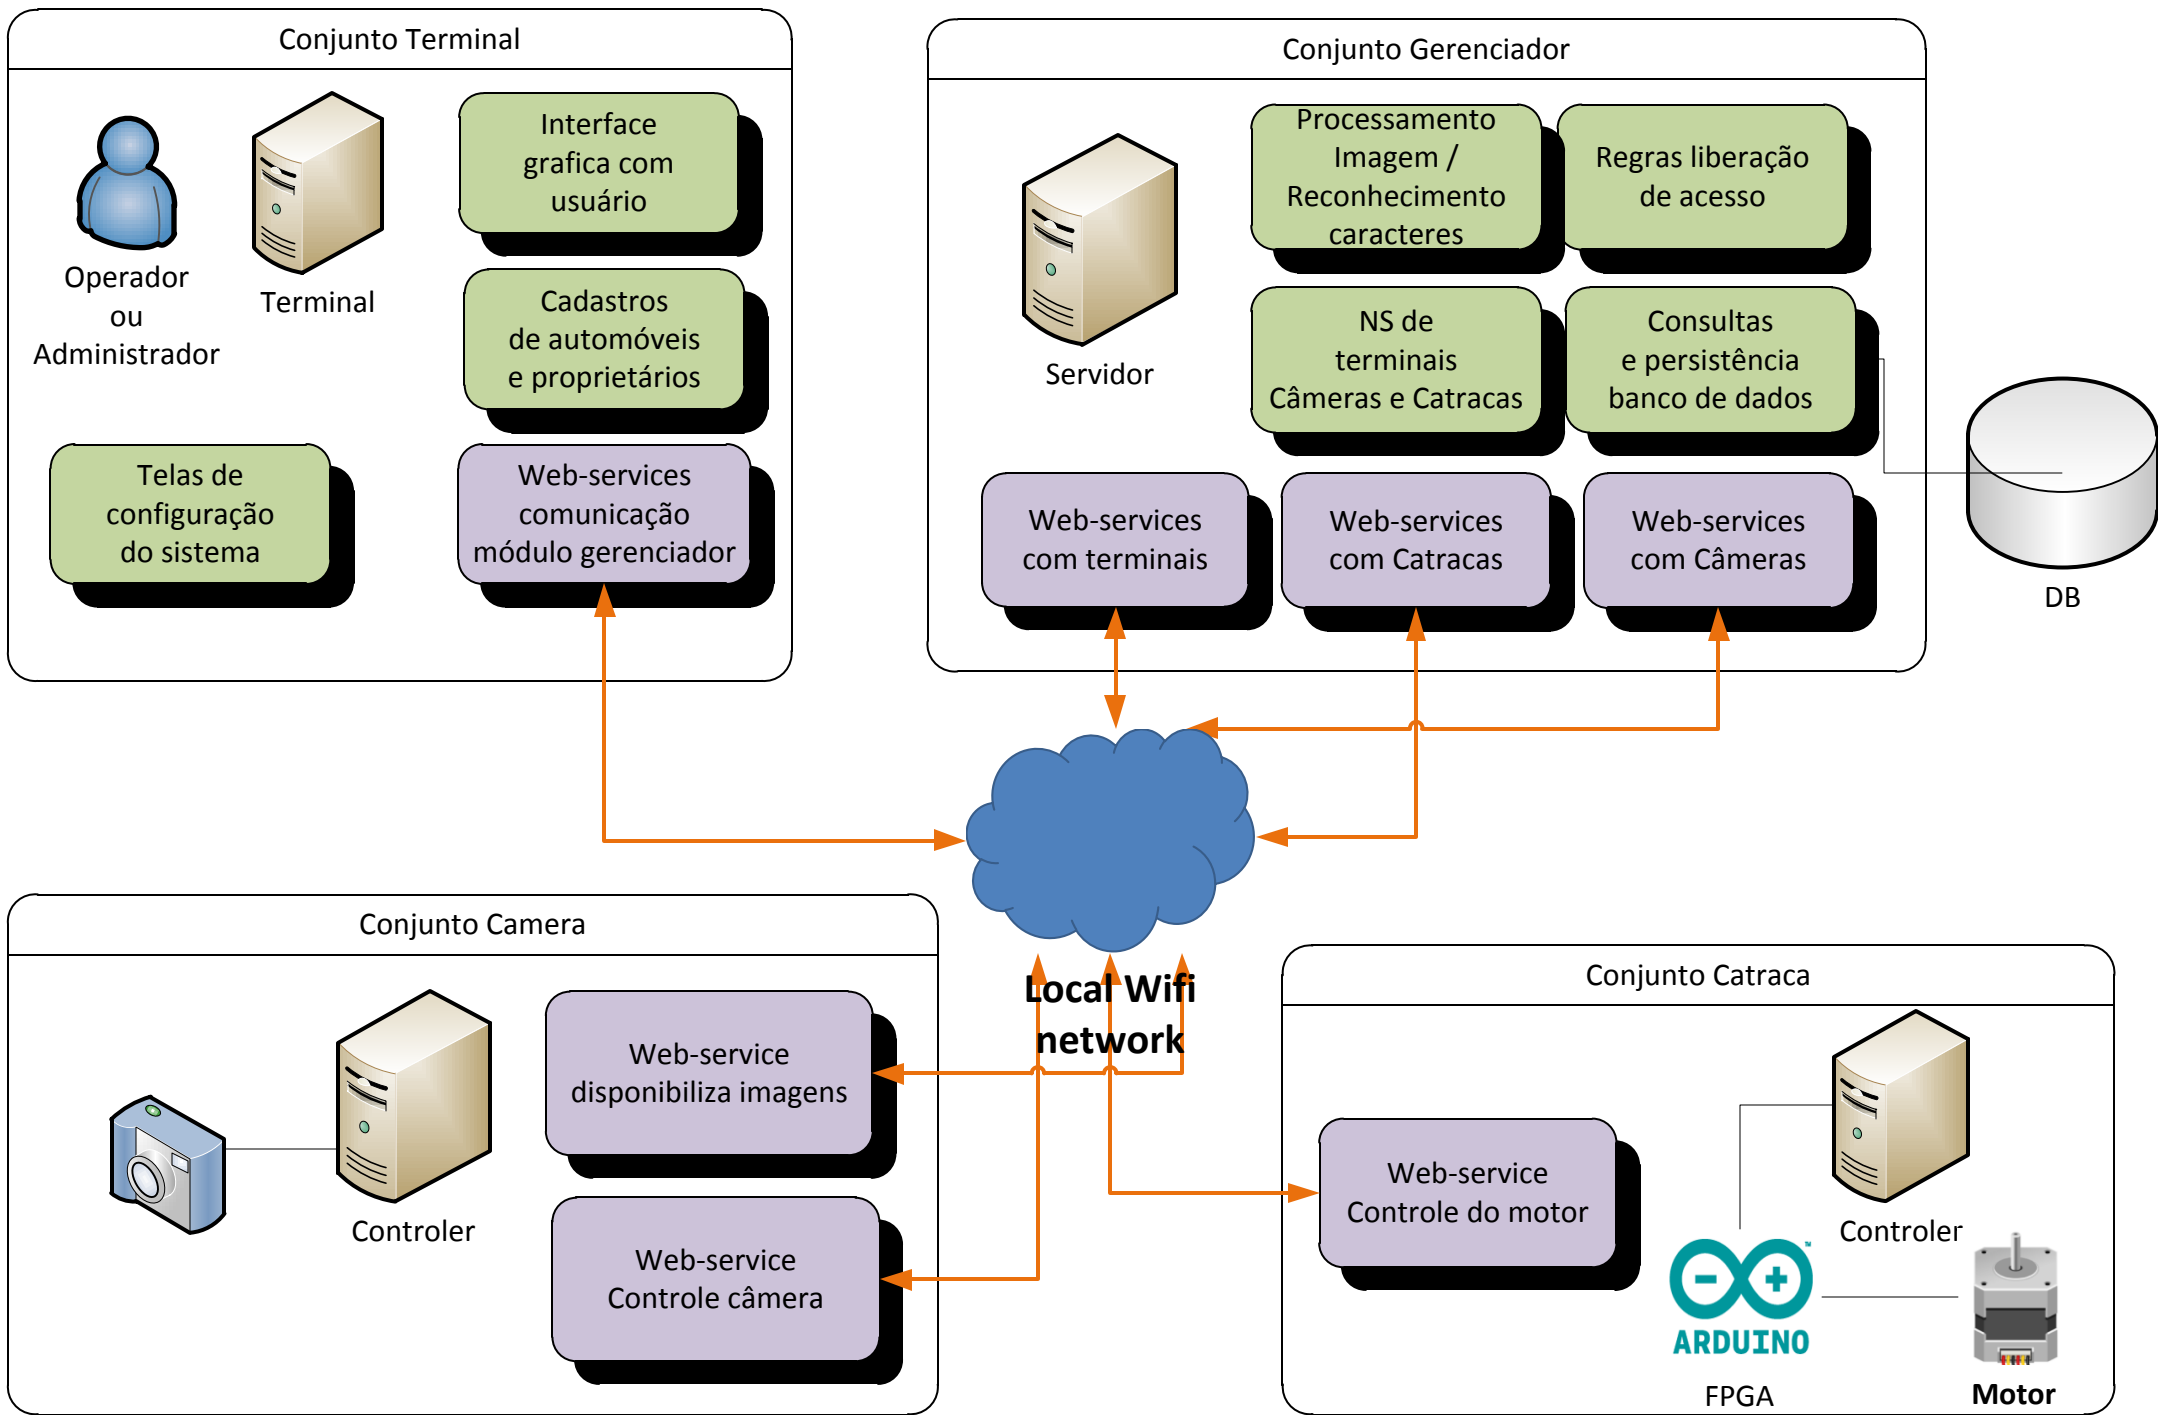 Conjunto Terminal
Operador
ou
Administrador
Terminal
Interface
grafica com
usuário
Cadastros
de automóveis
e proprietários
Telas de
configuração
do sistema
Web-services
comunicação
módulo gerenciador
Conjunto Gerenciador
Servidor
Processamento
Imagem /
Reconhecimento
caracteres
Regras liberação
de acesso
NS de
terminais
Câmeras e Catracas
Consultas
e persistência
banco de dados
Web-services
com terminais
Web-services
com Catracas
Web-services
com Câmeras
DB
Local Wifi
network
Conjunto Camera
Controler
Web-service
disponibiliza imagens
Web-service
Controle câmera
Conjunto Catraca
Web-service
Controle do motor
Controler
ARDUINO
FPGA
Motor